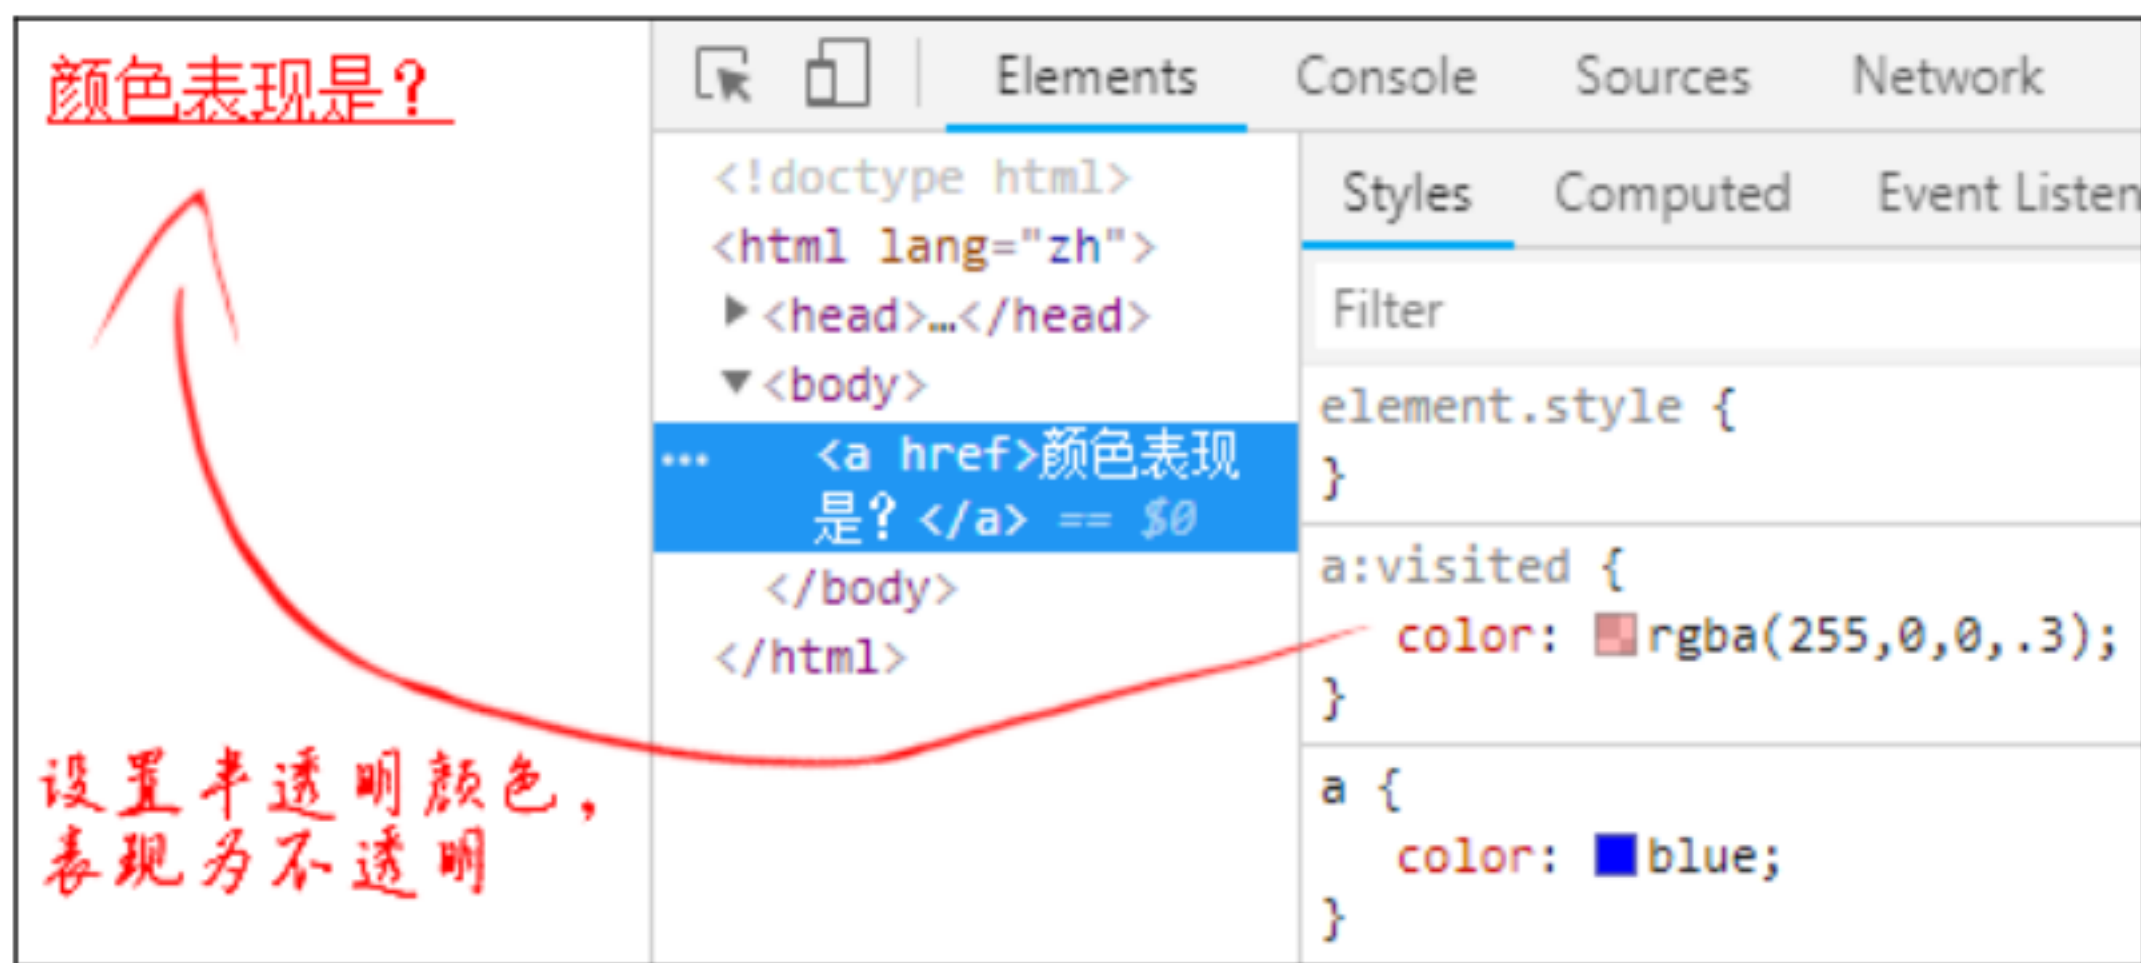 颜色表现是？
设置半透明颜色，
表现为不透明
Elements Console Sources Network
<!doctype html>
<html lang="zh">
<head>…</head>
<body>
<a href>颜色表现
是？</a> == $0
</body>
</html>
Styles Computed Event Listen
Filter
element.style {
}
a:visited {
color: rgba(255,0,0,.3);
}
a {
color: blue;
}